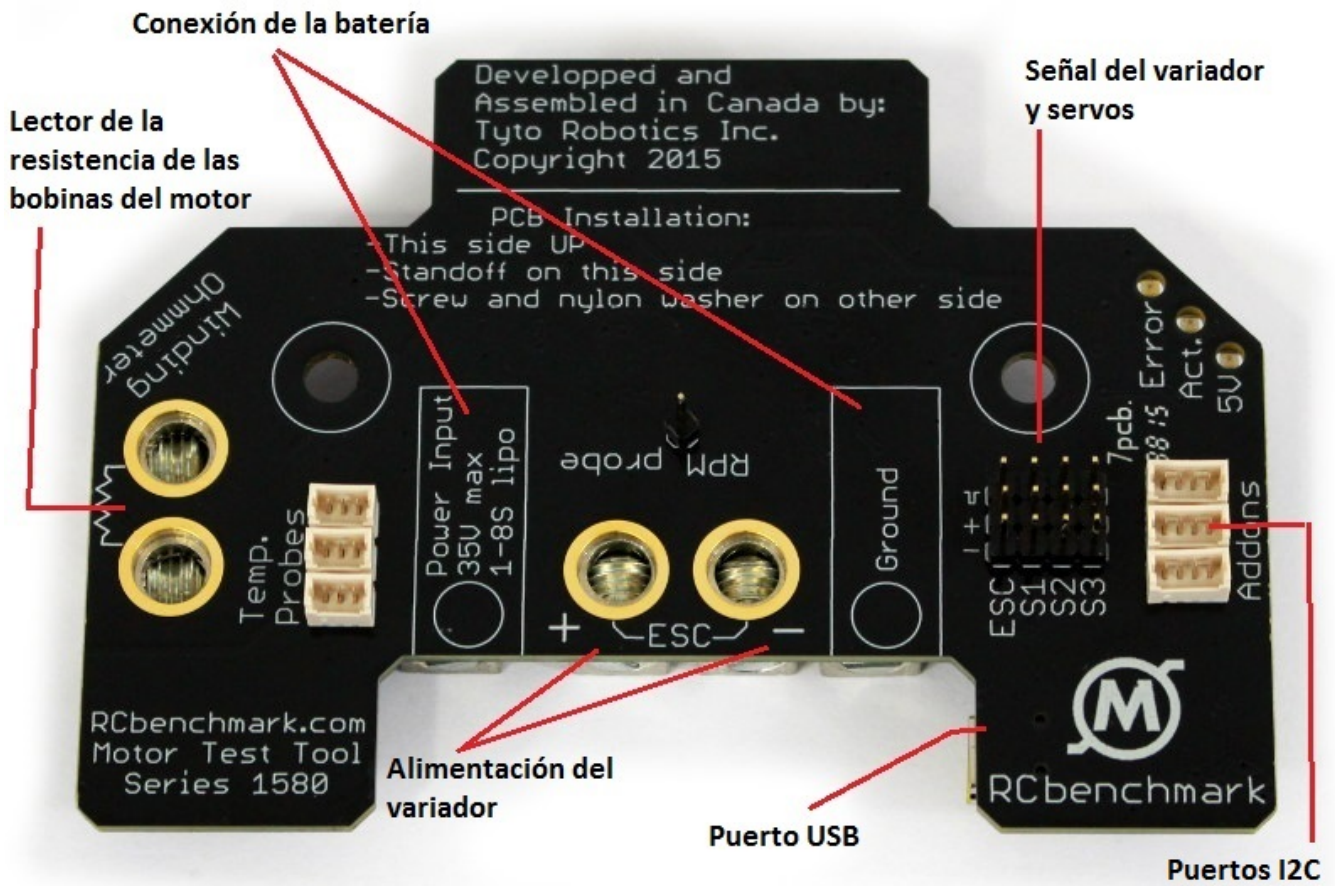 Conexión de la batería
Señal del variador
y servos
Lector de la
resistencia de las
bobinas del motor
Developped and
Assembled in Canada by:
Tyto Robotics Inc.
Copyright 2015
PCB Installation:
-This side UP
-Standoff on this side
-Screw and nylon washer on other side
Winding
Ohmmeter
Error
Act.
5V
7pcb.
3815
Power Input
35V max
1-8S lipo
RPM probe
Ground
Temp.
Probes
- + ⎍
ESC
S1
S2
S3
Addons
+ ESC -
RCbenchmark.com
Motor Test Tool
Series 1580
M
RCbenchmark
Alimentación del
variador
Puerto USB
Puertos I2C